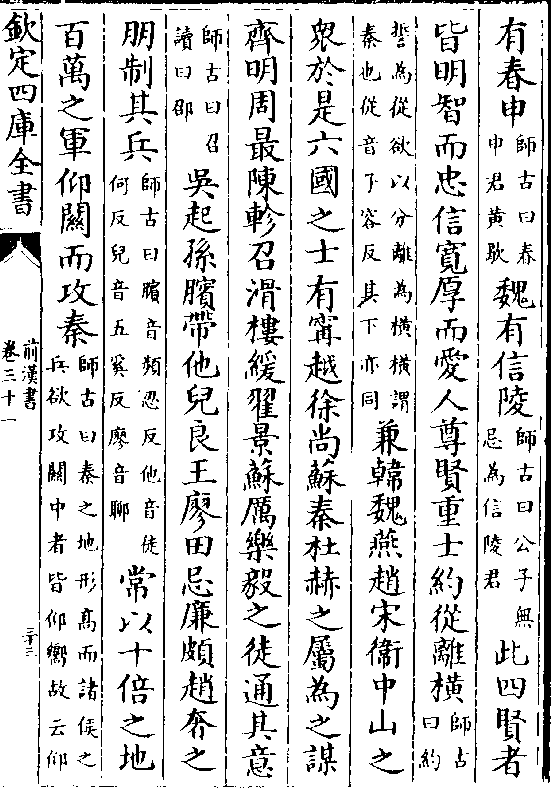 有春申師古曰春申君黃歇魏有信陵師古曰公子無忌為信陵君此四賢者
皆明智而忠信寬厚而愛人尊賢重士約從離橫師古曰約
誓為從欲以分離為橫橫謂秦也從音子容反其下亦同兼韓魏燕趙宋衞中山之
衆於是六國之士有甯越徐尚蘇秦杜赫之屬為之謀
齊明周最陳軫召滑樓緩翟景蘇厲樂毅之徒通其意
師古曰召讀曰邵吳起孫臏帶他兒良王廖田忌廉頗趙奢之
朋制其兵師古曰臏音頻忍反他音徒何反兒音五奚反廖音聊常以十倍之地
百萬之軍仰關而攻秦師古曰秦之地形髙而諸侯之兵欲攻關中者皆仰嚮故云仰
欽定四庫全書
前漢書
卷三十一
三十三